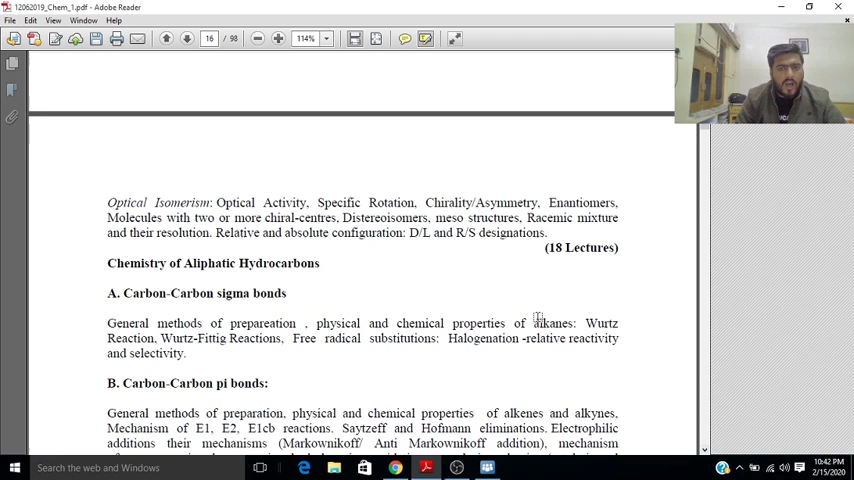 12062019_Chem_1.pdf - Adobe Reader
File Edit View Window Help
16 / 98 114%
Optical Isomerism: Optical Activity, Specific Rotation, Chirality/Asymmetry, Enantiomers,
Molecules with two or more chiral-centres, Distereoisomers, meso structures, Racemic mixture
and their resolution. Relative and absolute configuration: D/L and R/S designations.
(18 Lectures)
Chemistry of Aliphatic Hydrocarbons
A. Carbon-Carbon sigma bonds
General methods of prepareation , physical and chemical properties of alkanes: Wurtz
Reaction, Wurtz-Fittig Reactions, Free radical substitutions: Halogenation -relative reactivity
and selectivity.
B. Carbon-Carbon pi bonds:
General methods of preparation, physical and chemical properties of alkenes and alkynes,
Mechanism of E1, E2, E1cb reactions. Saytzeff and Hofmann eliminations. Electrophilic
additions their mechanisms (Markownikoff/ Anti Markownikoff addition), mechanism
Search the web and Windows
10:42 PM
2/15/2020